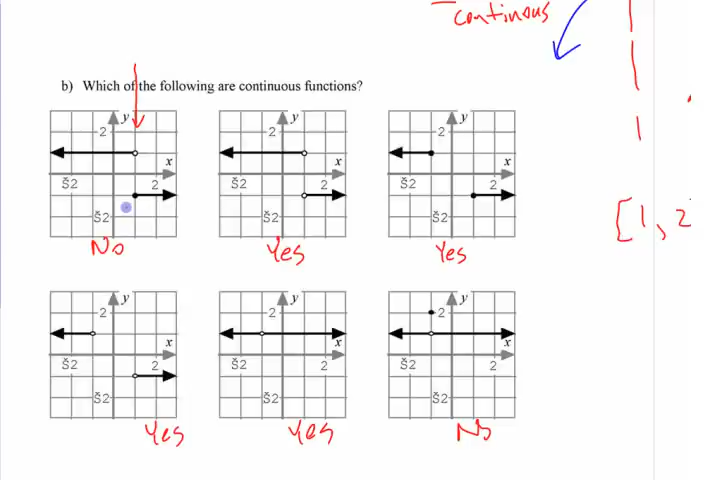 continous
b) Which of the following are continuous functions?
y y y
2 2 2
x x x
Š2 2 Š2 2 Š2 2
Š2 Š2 Š2
No Yes Yes
[1, 2
y y y
2 2 2
x x x
Š2 2 Š2 2 Š2 2
Š2 Š2 Š2
Yes Yes No